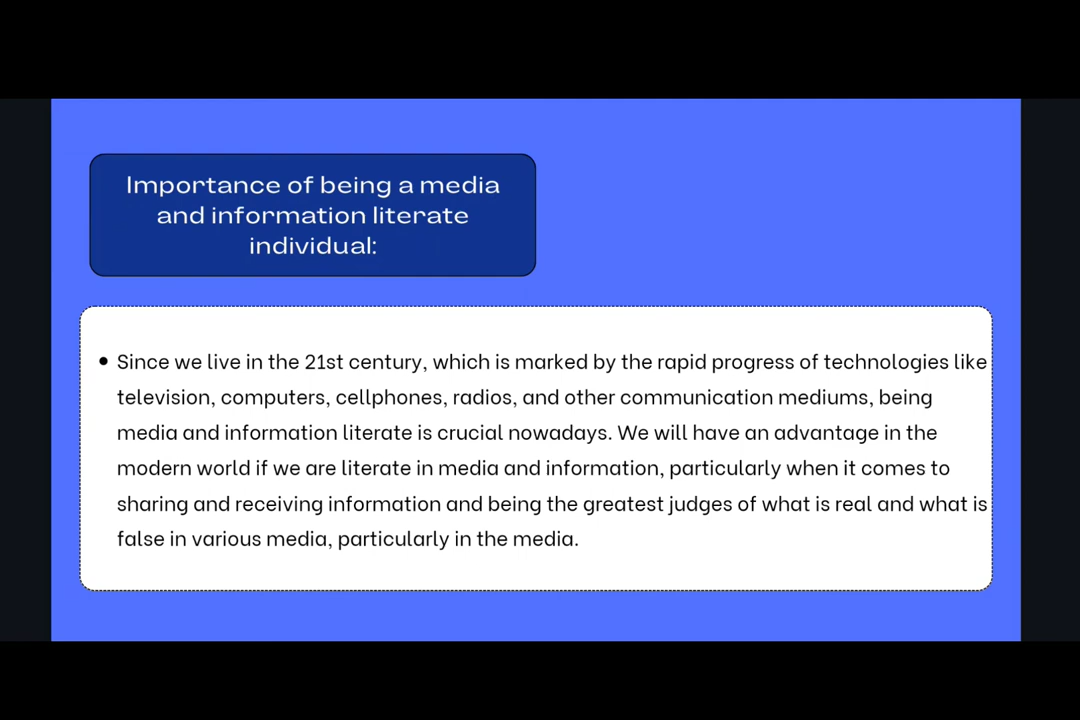 Importance of being a media
and information literate
individual:
• Since we live in the 21st century, which is marked by the rapid progress of technologies like
television, computers, cellphones, radios, and other communication mediums, being
media and information literate is crucial nowadays. We will have an advantage in the
modern world if we are literate in media and information, particularly when it comes to
sharing and receiving information and being the greatest judges of what is real and what is
false in various media, particularly in the media.